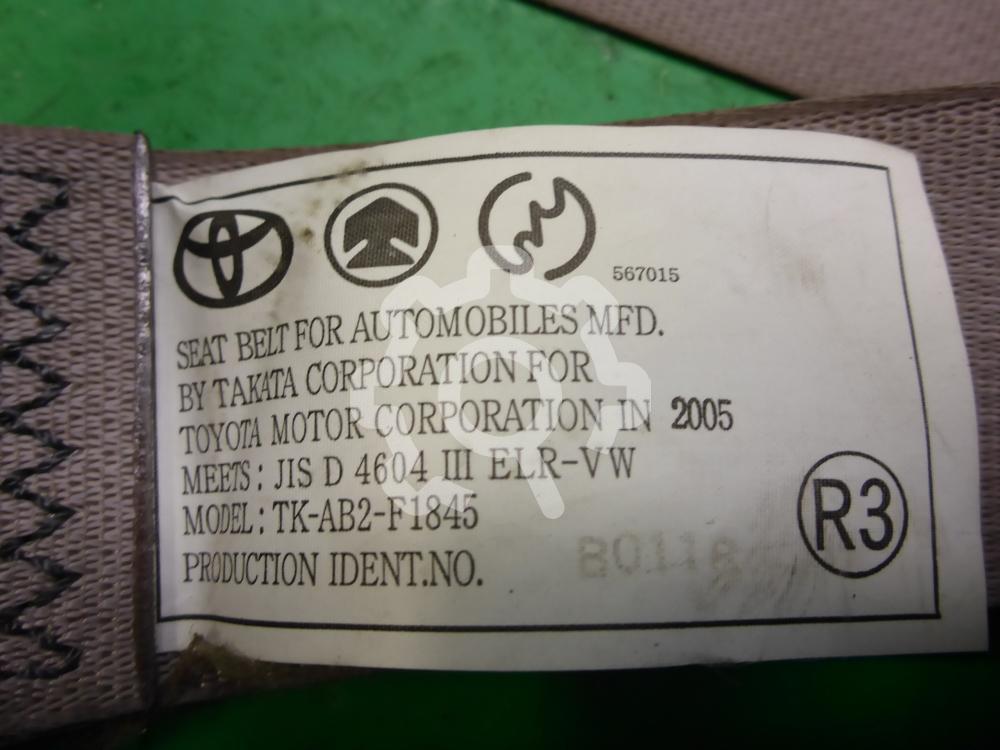 567015
SEAT BELT FOR AUTOMOBILES MFD.
BY TAKATA CORPORATION FOR
TOYOTA MOTOR CORPORATION IN 2005
MEETS: JIS D 4604 III ELR-VW
MODEL: TK-AB2-F1845
PRODUCTION IDENT.NO.
R3